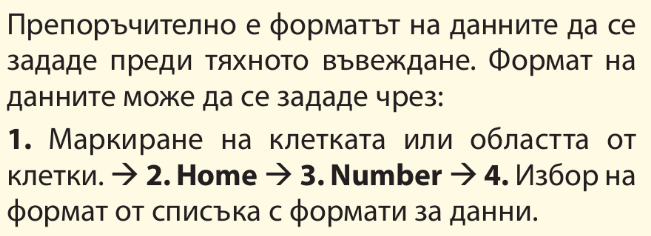 Препоръчително е форматът на данните да се
зададе преди тяхното въвеждане. Формат на
данните може да се зададе чрез:
1. Маркиране на клетката или областта от
клетки. → 2. Home → 3. Number → 4. Избор на
формат от списъка с формати за данни.